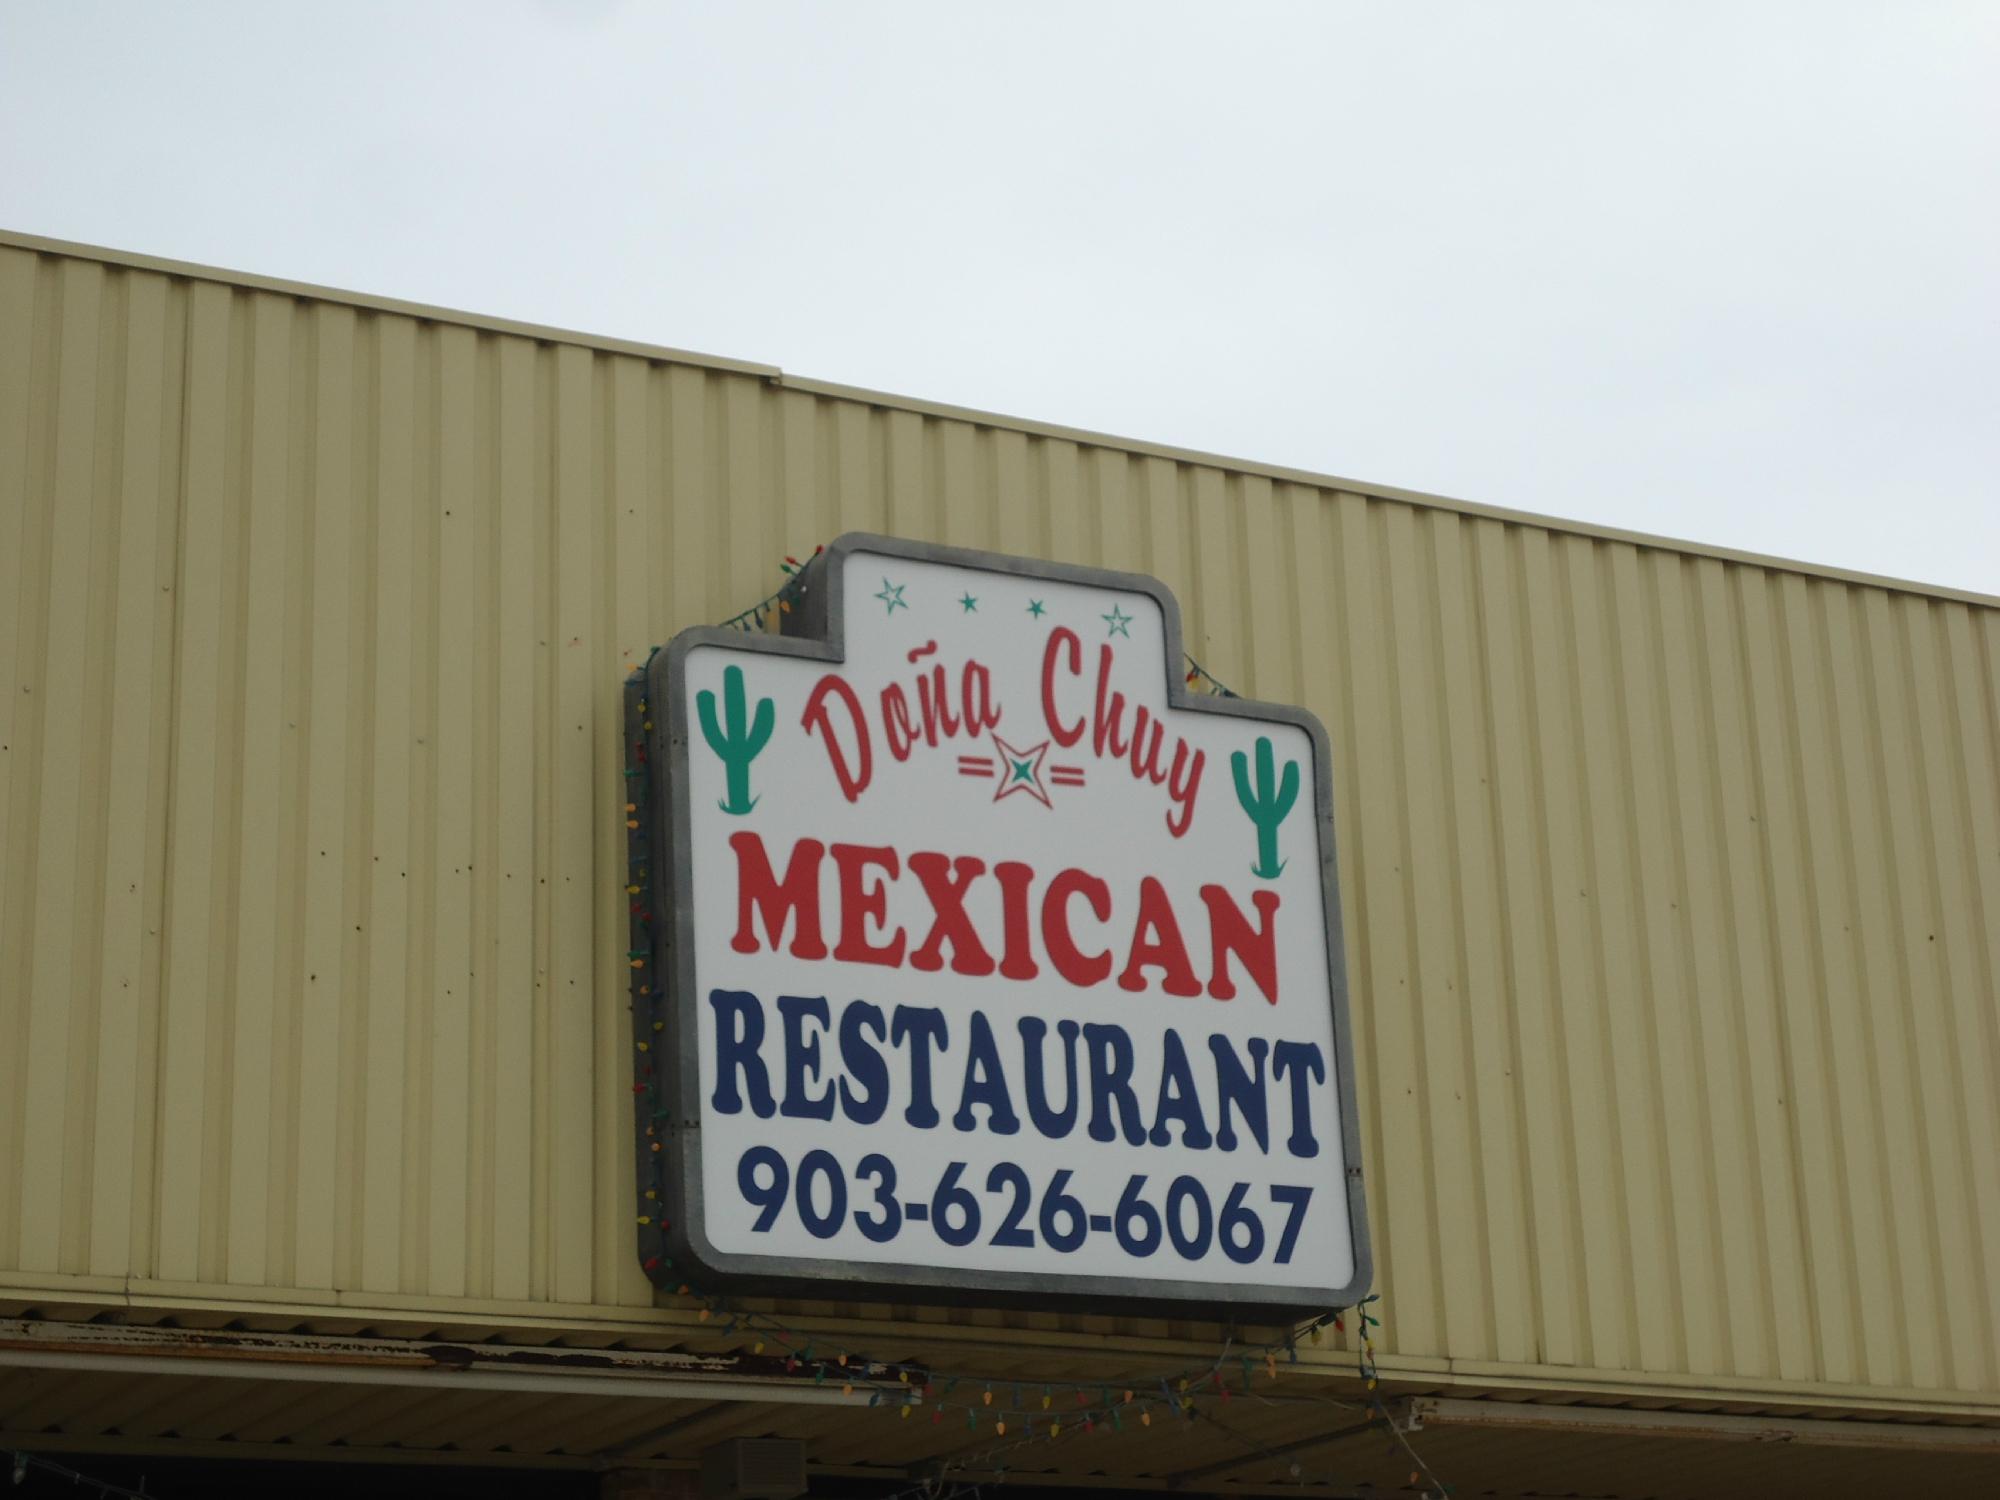 Doña Chuy
MEXICAN
RESTAURANT
903-626-6067